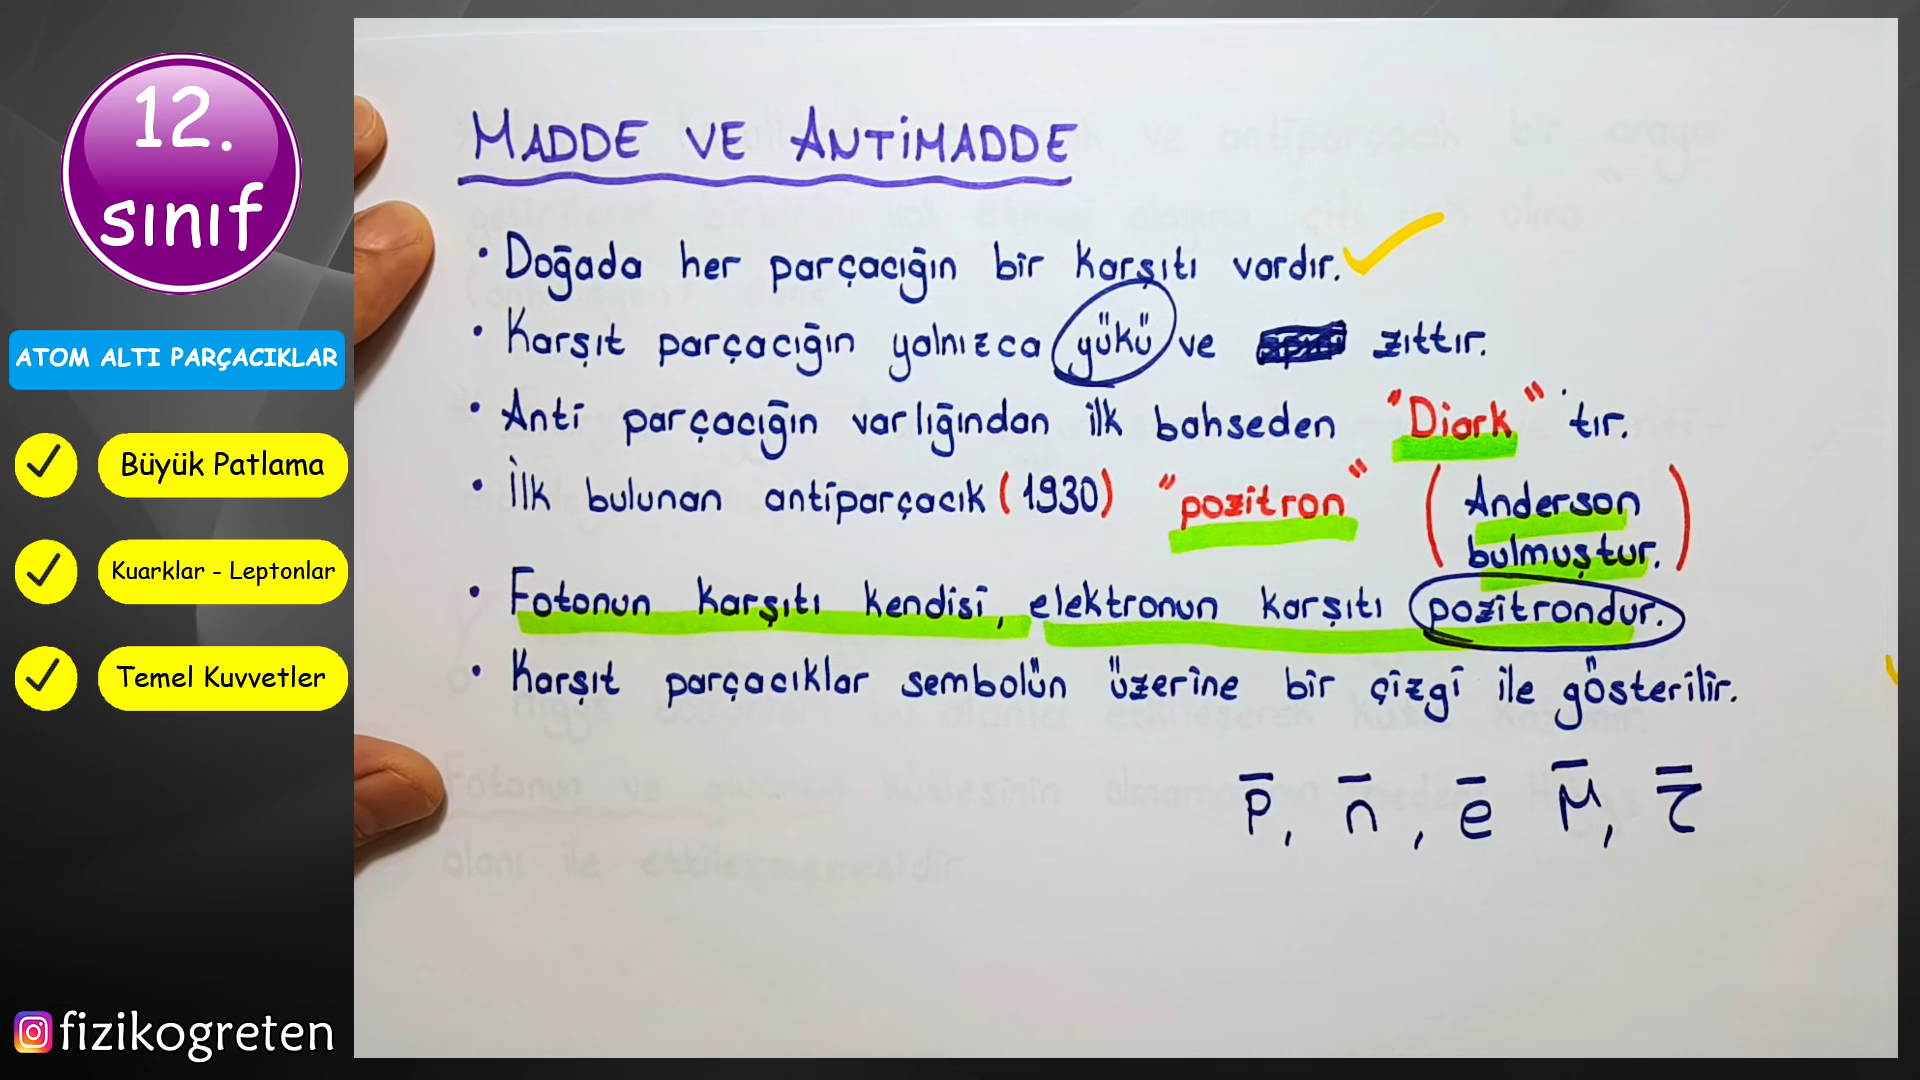 12.
sınıf
ATOM ALTI PARÇACIKLAR
Büyük Patlama
Kuarklar - Leptonlar
Temel Kuvvetler
fizikogreten
MADDE VE ANTİMADDE
• Doğada her parçacığın bir karşıtı vardır.
• Karşıt parçacığın yalnızca yükü ve zıttır.
• Anti parçacığın varlığından ilk bahseden "Diark" 'tır.
• İlk bulunan antiparçacık (1930) "pozitron" (Anderson
bulmuştur.)
• Fotonun karşıtı kendisi, elektronun karşıtı pozitrondur.
• Karşıt parçacıklar sembolün üzerine bir çizgi ile gösterilir.
p̅, n̅, e̅ μ̅, τ̅